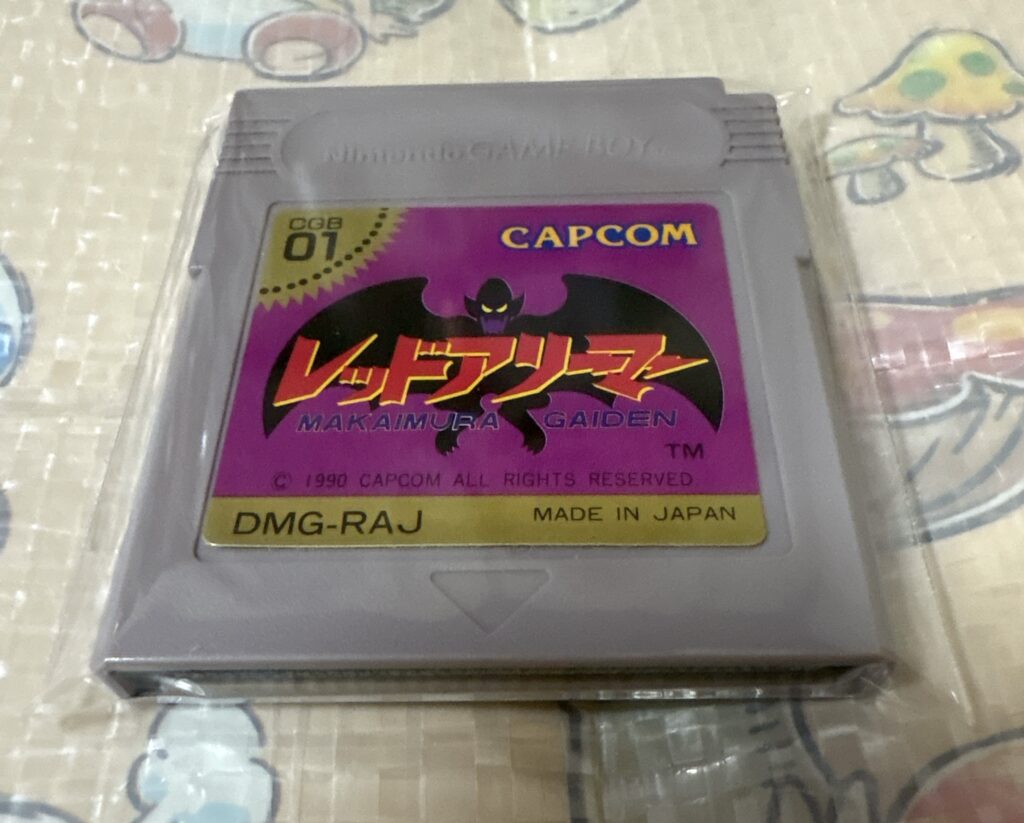 Nintendo GAME BOY TM
CGB
01
CAPCOM
レッドアリーマー
MAKAIMURA GAIDEN
TM
© 1990 CAPCOM ALL RIGHTS RESERVED
DMG-RAJ
MADE IN JAPAN